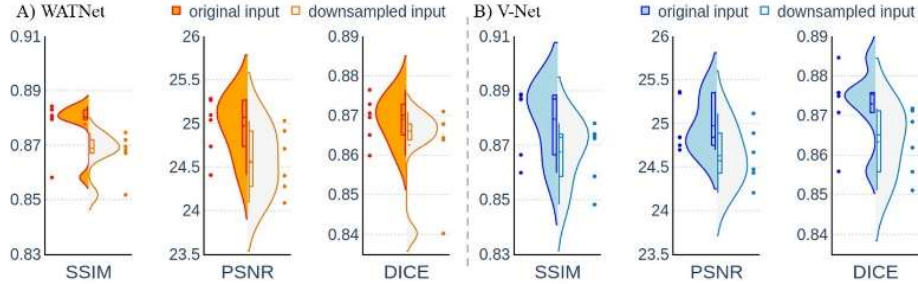 A) WATNet
original input
downsampled input
B) V-Net
original input
downsampled input
0.91
0.89
0.87
0.85
0.83
SSIM
26
25.5
25
24.5
24
23.5
PSNR
0.89
0.88
0.87
0.86
0.85
0.84
DICE
0.91
0.89
0.87
0.85
0.83
SSIM
26
25.5
25
24.5
24
23.5
PSNR
0.89
0.88
0.87
0.86
0.85
0.84
DICE